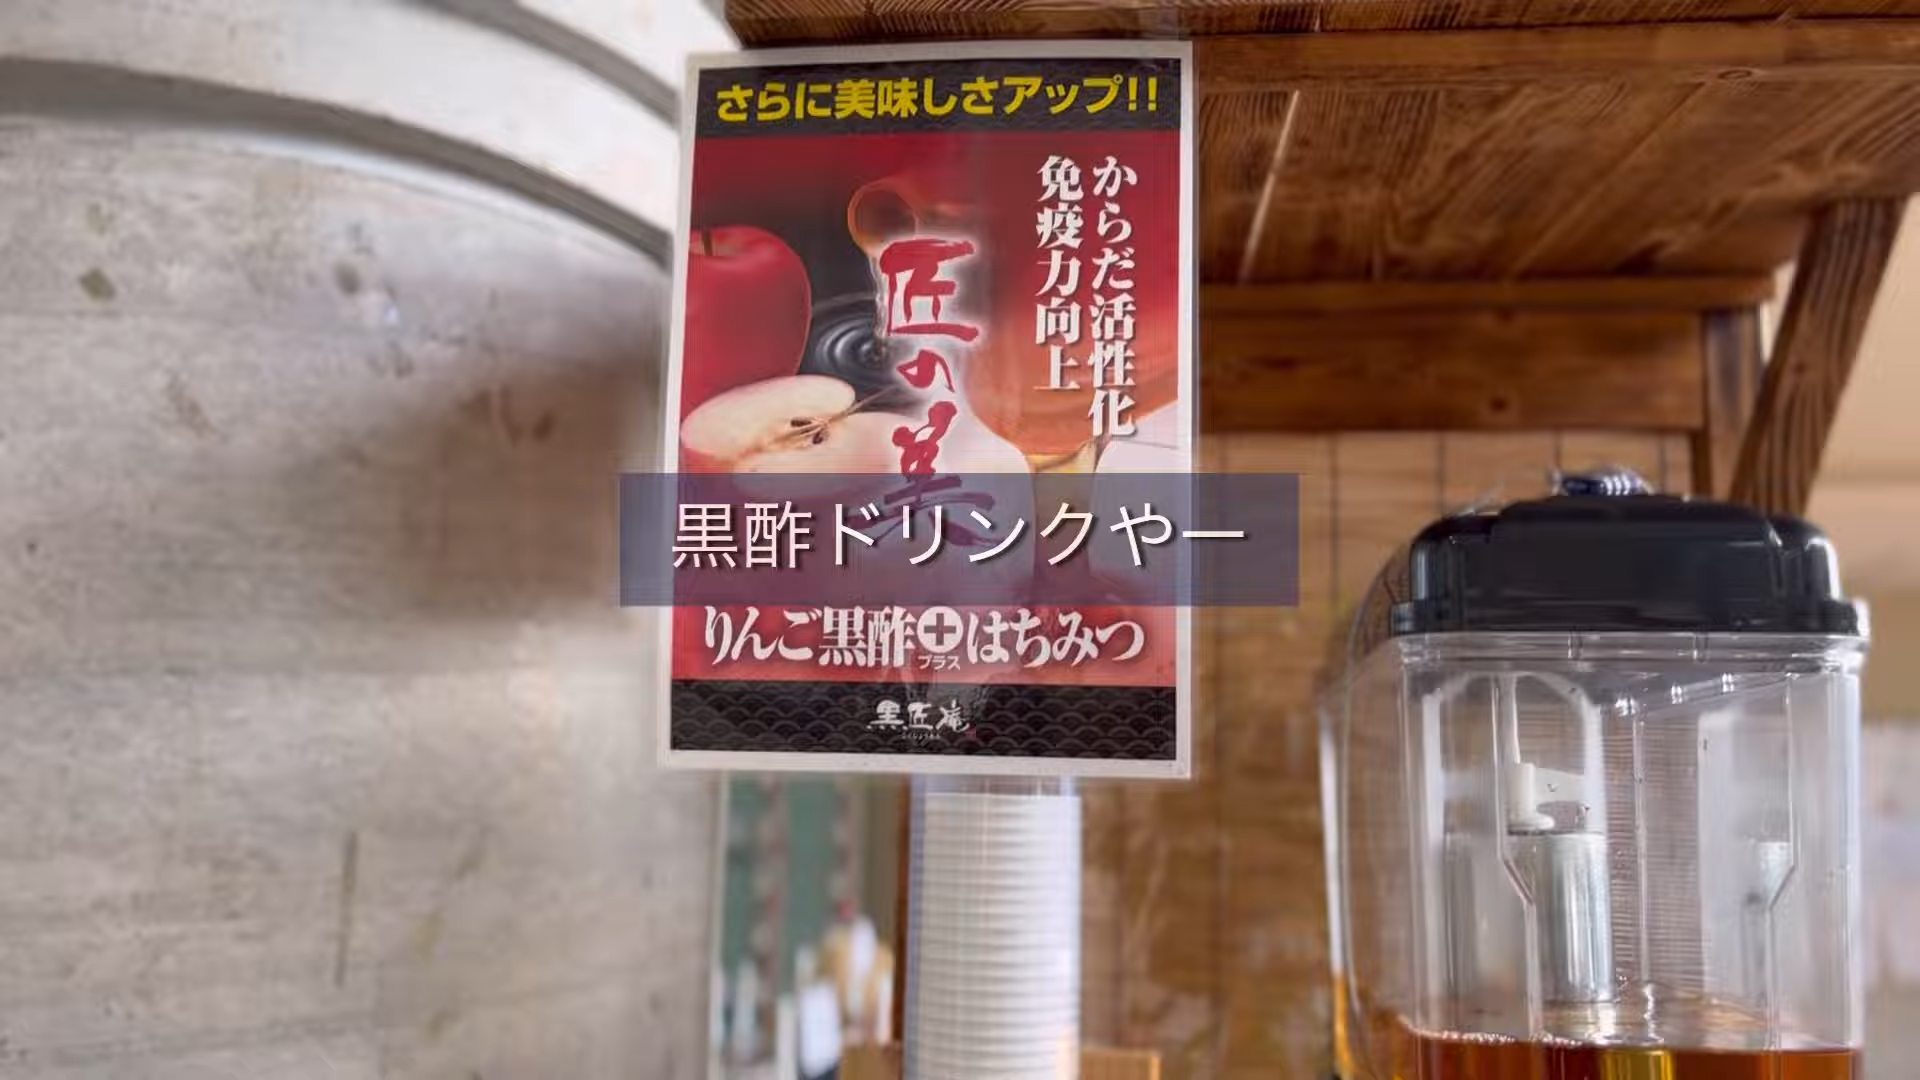 さらに美味しさアップ!!
からだ活性化
免疫力向上
匠の美
黒酢ドリンクやー
りんご黒酢+はちみつ
プラス
黒匠庵